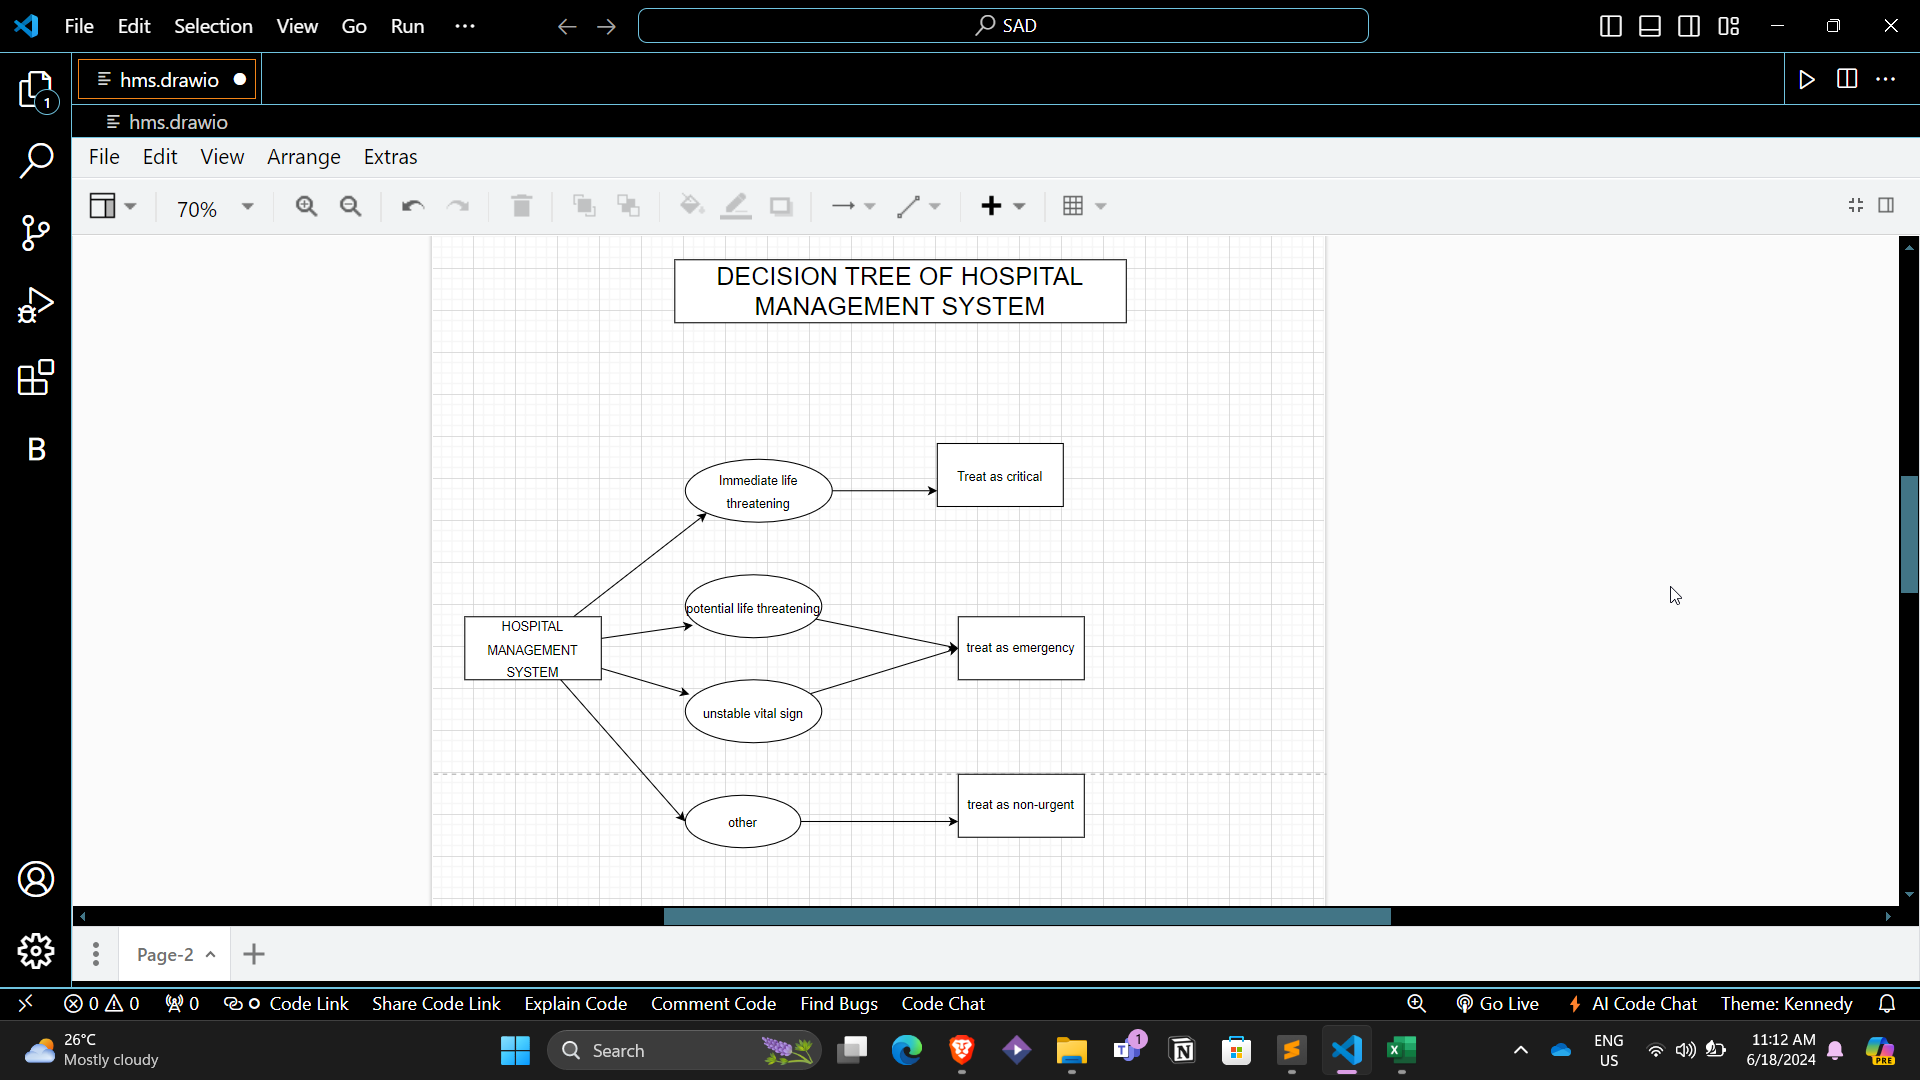 File Edit Selection View Go Run ···
SAD
hms.drawio
1
hms.drawio
File Edit View Arrange Extras
70%
DECISION TREE OF HOSPITAL
MANAGEMENT SYSTEM
B
Immediate life
threatening
Treat as critical
potential life threatening
HOSPITAL
MANAGEMENT
SYSTEM
treat as emergency
unstable vital sign
treat as non-urgent
other
Page-2
0 0 0 Code Link Share Code Link Explain Code Comment Code Find Bugs Code Chat Go Live AI Code Chat Theme: Kennedy
26°C
Mostly cloudy
Search
1
ENG
US
11:12 AM
6/18/2024
PRE